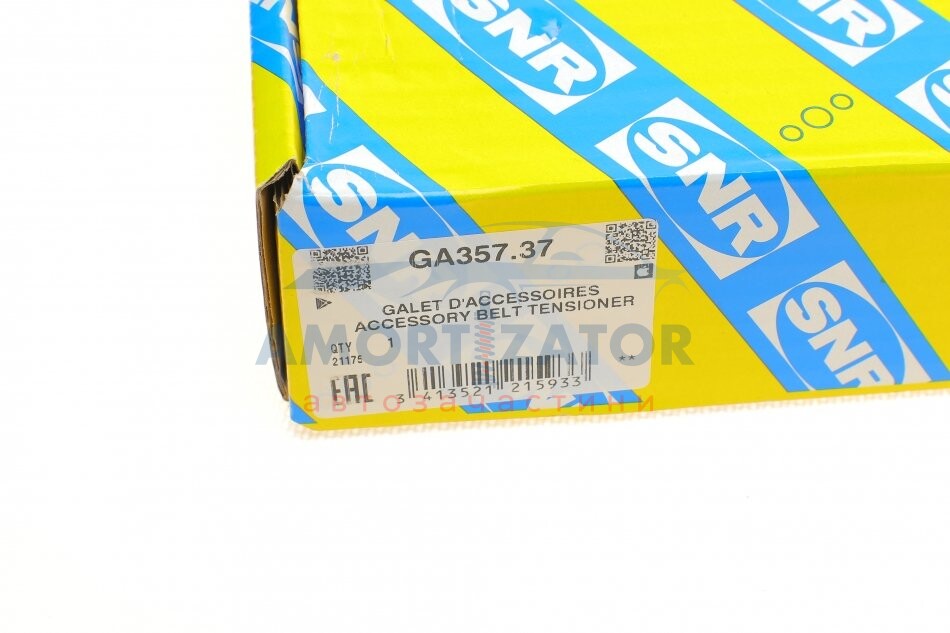 SNR
SNR
SNR
SNR
SNR
SNR
GA357.37
GALET D'ACCESSOIRES
ACCESSORY BELT TENSIONER
QTY 1
21175
**
EAC
3 413521 215933
AMORTIZATOR
автозапчастини